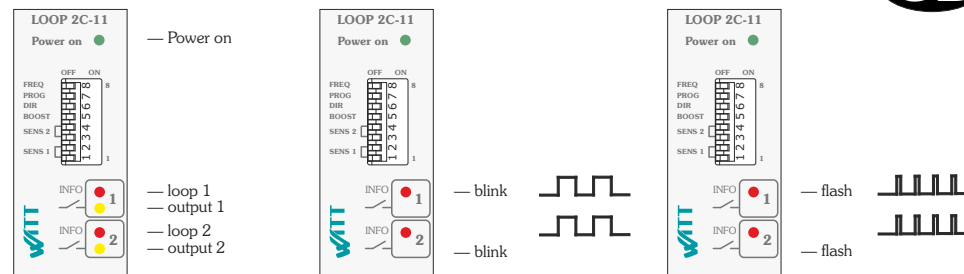 LOOP 2C-11
Power on
— Power on
OFF ON
FREQ
PROG
DIR
BOOST
SENS 2
SENS 1
8
1
1 2 3 4 5 6 7 8
INFO
1
— loop 1
— output 1
INFO
2
— loop 2
— output 2
WITT
LOOP 2C-11
Power on
OFF ON
FREQ
PROG
DIR
BOOST
SENS 2
SENS 1
8
1
1 2 3 4 5 6 7 8
INFO
1
— blink
INFO
2
— blink
WITT
LOOP 2C-11
Power on
OFF ON
FREQ
PROG
DIR
BOOST
SENS 2
SENS 1
8
1
1 2 3 4 5 6 7 8
INFO
1
— flash
INFO
2
— flash
WITT